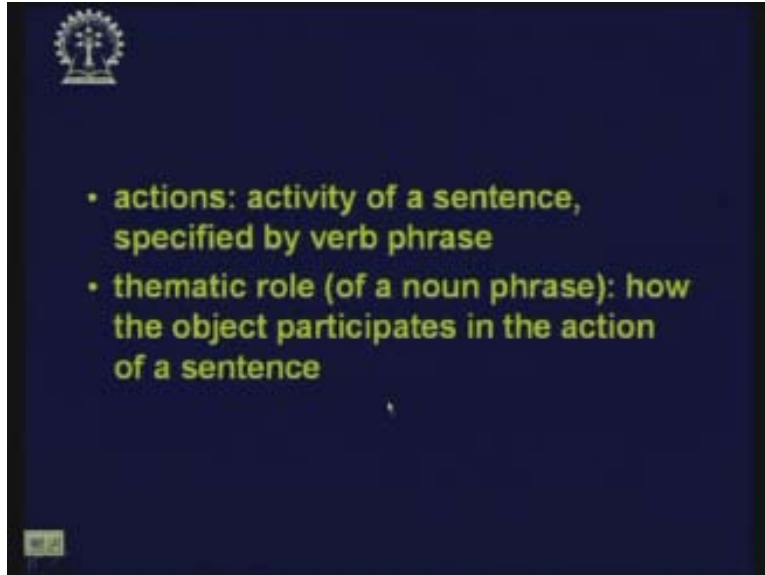 • actions: activity of a sentence,
specified by verb phrase
• thematic role (of a noun phrase): how
the object participates in the action
of a sentence